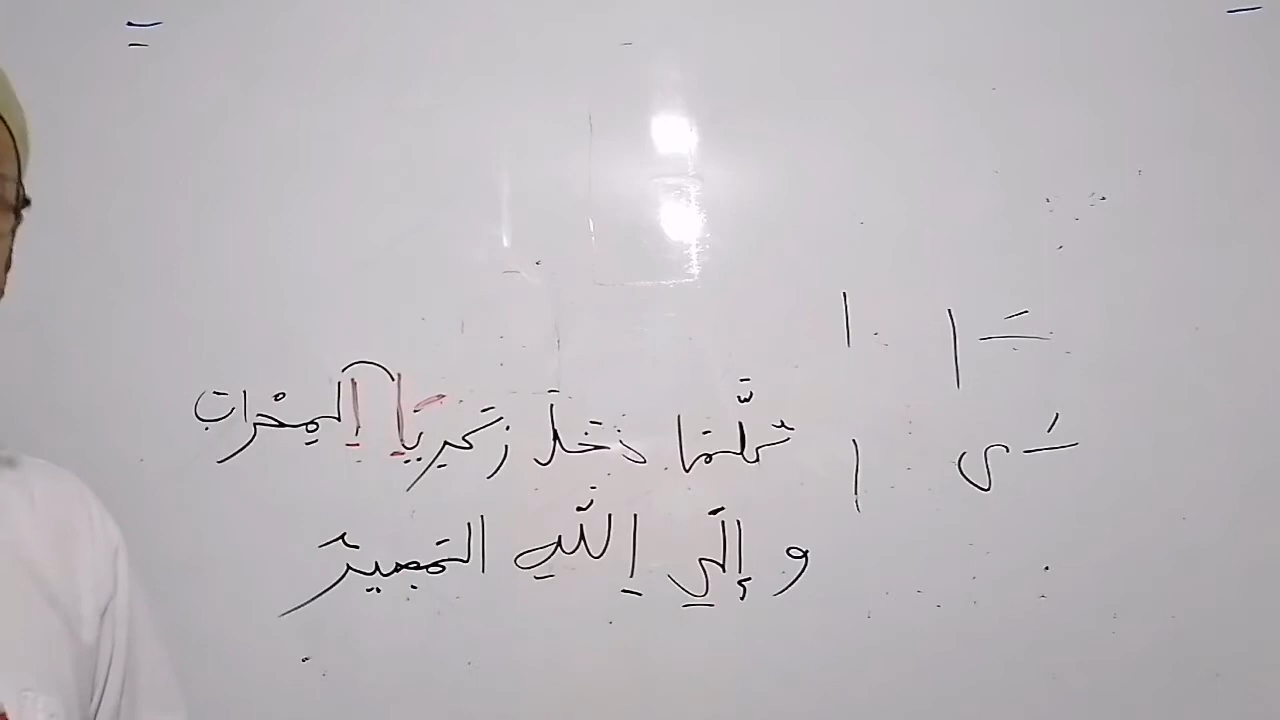 ـَا ا
ـَى ا
كُلَّمَا دَخَلَ زَكَرِيَّا الْمِحْرَابَ
و إِلَى اللَّهِ الْمَصِيرُ